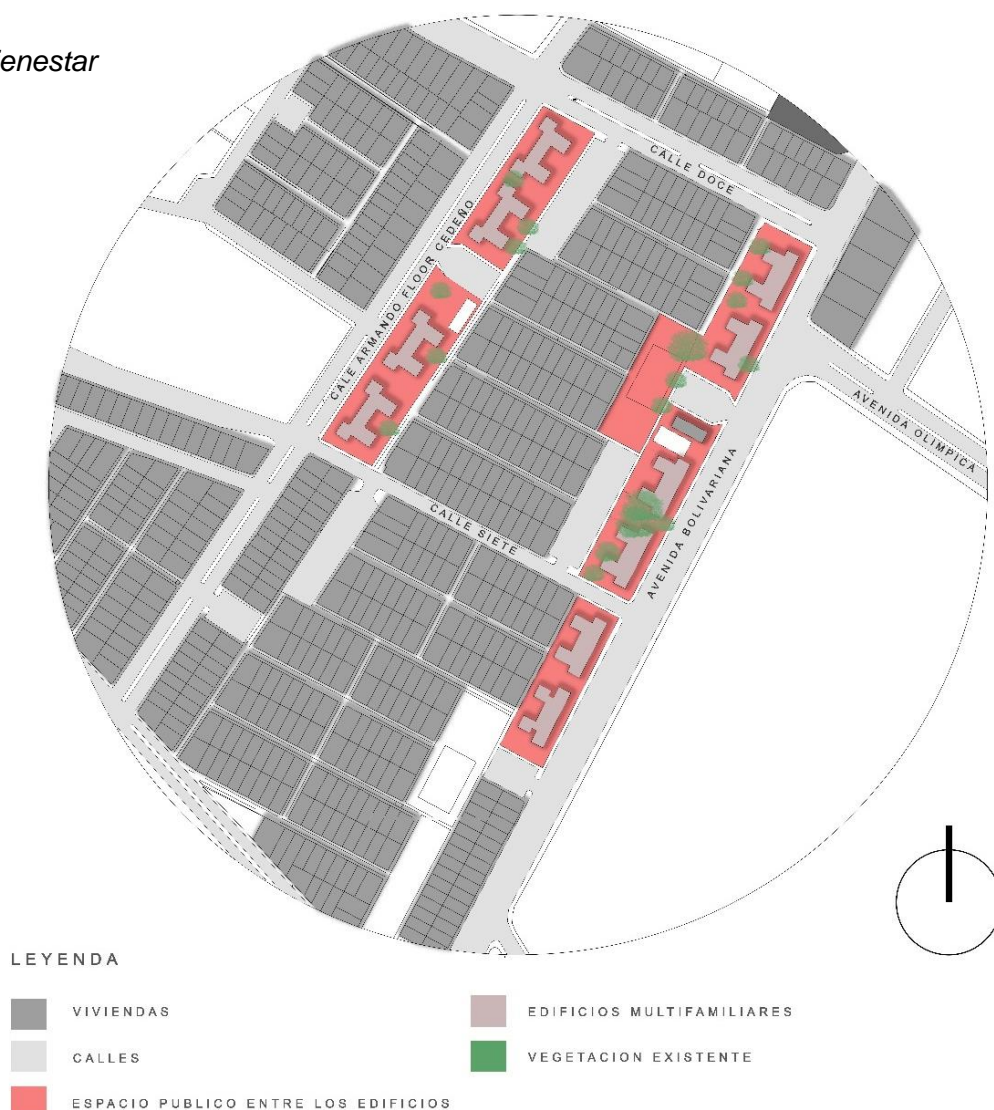 enestar
CALLE DOCE
CALE ARMANDO FLOOR CEDEÑO
AVENIDA OLIMPICA
AVENIDA BOLIVARIANA
CALLE SIETE
LEYENDA
VIVIENDAS
EDIFICIOS MULTIFAMILIARES
CALLES
VEGETACION EXISTENTE
ESPACIO PUBLICO ENTRE LOS EDIFICIOS